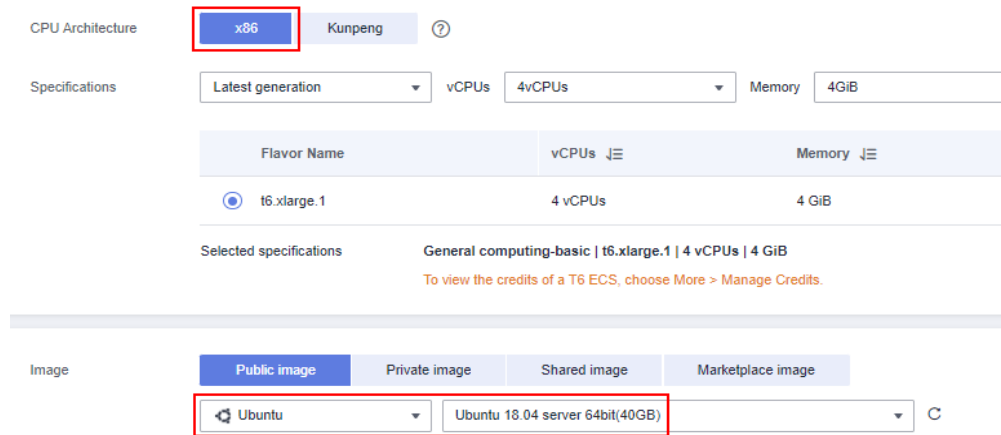 CPU Architecture x86 Kunpeng ?
Specifications Latest generation vCPUs 4vCPUs Memory 4GiB
Flavor Name vCPUs Memory
t6.xlarge.1 4 vCPUs 4 GiB
Selected specifications General computing-basic | t6.xlarge.1 | 4 vCPUs | 4 GiB
To view the credits of a T6 ECS, choose More > Manage Credits.
Image Public image Private image Shared image Marketplace image
Ubuntu Ubuntu 18.04 server 64bit(40GB)